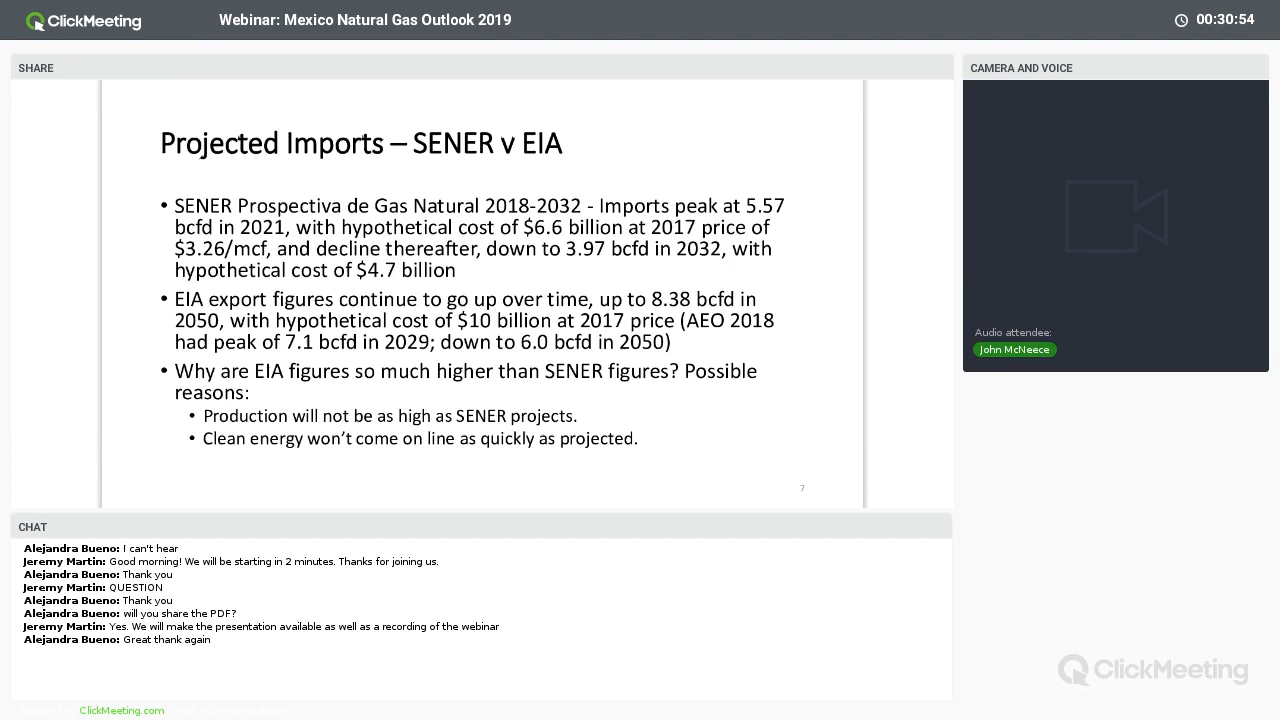 ClickMeeting
Webinar: Mexico Natural Gas Outlook 2019
00:30:54
SHARE
Projected Imports – SENER v EIA
• SENER Prospectiva de Gas Natural 2018-2032 - Imports peak at 5.57
bcfd in 2021, with hypothetical cost of $6.6 billion at 2017 price of
$3.26/mcf, and decline thereafter, down to 3.97 bcfd in 2032, with
hypothetical cost of $4.7 billion
• EIA export figures continue to go up over time, up to 8.38 bcfd in
2050, with hypothetical cost of $10 billion at 2017 price (AEO 2018
had peak of 7.1 bcfd in 2029; down to 6.0 bcfd in 2050)
• Why are EIA figures so much higher than SENER figures? Possible
reasons:
• Production will not be as high as SENER projects.
• Clean energy won't come on line as quickly as projected.
7
CAMERA AND VOICE
Audio attendee:
John McNeece
CHAT
Alejandra Bueno: I can't hear
Jeremy Martin: Good morning! We will be starting in 2 minutes. Thanks for joining us.
Alejandra Bueno: Thank you
Jeremy Martin: QUESTION
Alejandra Bueno: Thank you
Alejandra Bueno: will you share the PDF?
Jeremy Martin: Yes. We will make the presentation available as well as a recording of the webinar
Alejandra Bueno: Great thank again
ClickMeeting
ClickMeeting.com